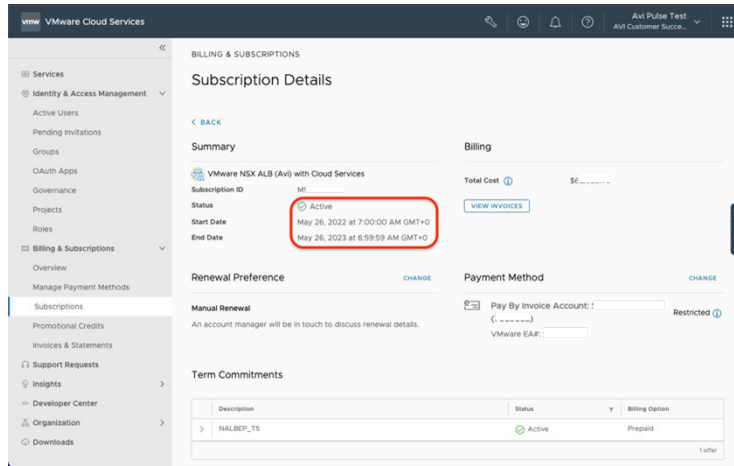 vmw VMware Cloud Services
Avi Pulse Test
AVI Customer Succe...
Services
Identity & Access Management
Active Users
Pending Invitations
Groups
OAuth Apps
Governance
Projects
Roles
Billing & Subscriptions
Overview
Manage Payment Methods
Subscriptions
Promotional Credits
Invoices & Statements
Support Requests
Insights
Developer Center
Organization
Downloads
BILLING & SUBSCRIPTIONS
Subscription Details
BACK
Summary
VMware NSX ALB (Avi) with Cloud Services
Subscription ID
Status Active
Start Date May 26, 2022 at 7:00:00 AM GMT+0
End Date May 26, 2023 at 6:59:59 AM GMT+0
Billing
Total Cost
VIEW INVOICES
Renewal Preference CHANGE
Manual Renewal
An account manager will be in touch to discuss renewal details.
Payment Method CHANGE
Pay By Invoice Account:
Restricted
VMware EA#:
Term Commitments
Description Status Billing Option
NALBEP_TS Active Prepaid
1 offer